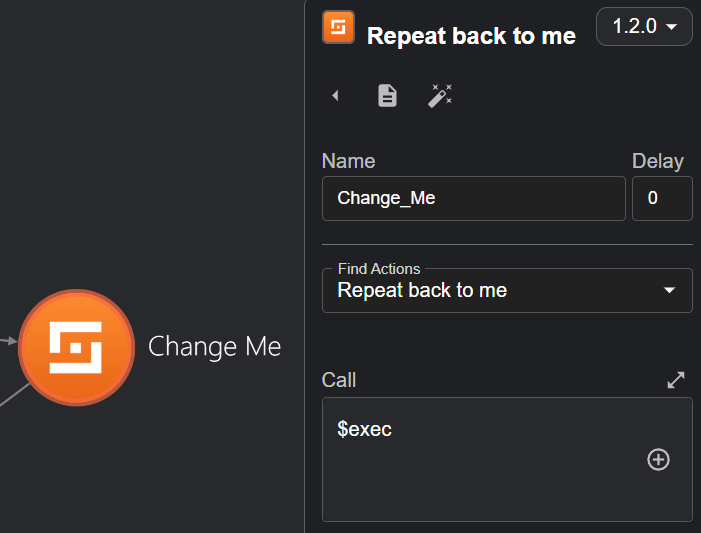 Repeat back to me
1.2.0
Name
Delay
Change_Me
0
Find Actions
Repeat back to me
Change Me
Call
$exec